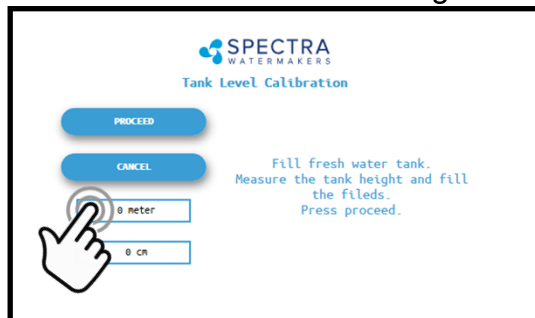 SPECTRA
WATERMAKERS
Tank Level Calibration
PROCEED
CANCEL
0 meter
0 cm
Fill fresh water tank.
Measure the tank height and fill
the fileds.
Press proceed.